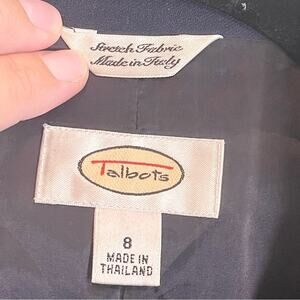 Stretch Fabric
Made in Italy
Talbots
8
MADE IN
THAILAND